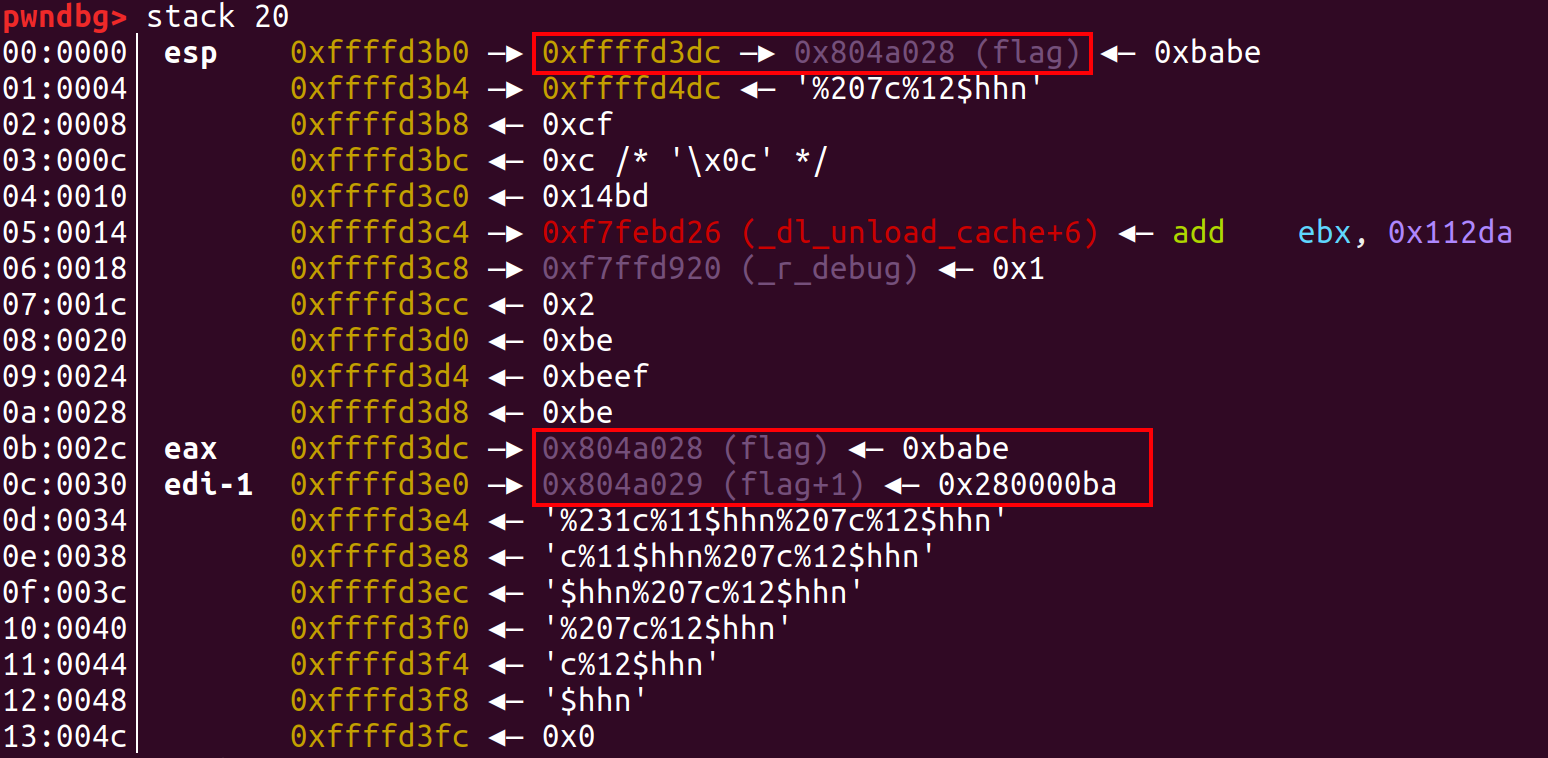 pwndbg> stack 20
00:0000│ esp 0xffffd3b0 —▸ 0xffffd3dc —▸ 0x804a028 (flag) ◂— 0xbabe
01:0004│ 0xffffd3b4 —▸ 0xffffd4dc ◂— '%207c%12$hhn'
02:0008│ 0xffffd3b8 ◂— 0xcf
03:000c│ 0xffffd3bc ◂— 0xc /* '\x0c' */
04:0010│ 0xffffd3c0 ◂— 0x14bd
05:0014│ 0xffffd3c4 —▸ 0xf7febd26 (_dl_unload_cache+6) ◂— add ebx, 0x112da
06:0018│ 0xffffd3c8 —▸ 0xf7ffd920 (_r_debug) ◂— 0x1
07:001c│ 0xffffd3cc ◂— 0x2
08:0020│ 0xffffd3d0 ◂— 0xbe
09:0024│ 0xffffd3d4 ◂— 0xbeef
0a:0028│ 0xffffd3d8 ◂— 0xbe
0b:002c│ eax 0xffffd3dc —▸ 0x804a028 (flag) ◂— 0xbabe
0c:0030│ edi-1 0xffffd3e0 —▸ 0x804a029 (flag+1) ◂— 0x280000ba
0d:0034│ 0xffffd3e4 ◂— '%231c%11$hhn%207c%12$hhn'
0e:0038│ 0xffffd3e8 ◂— 'c%11$hhn%207c%12$hhn'
0f:003c│ 0xffffd3ec ◂— '$hhn%207c%12$hhn'
10:0040│ 0xffffd3f0 ◂— '%207c%12$hhn'
11:0044│ 0xffffd3f4 ◂— 'c%12$hhn'
12:0048│ 0xffffd3f8 ◂— '$hhn'
13:004c│ 0xffffd3fc ◂— 0x0